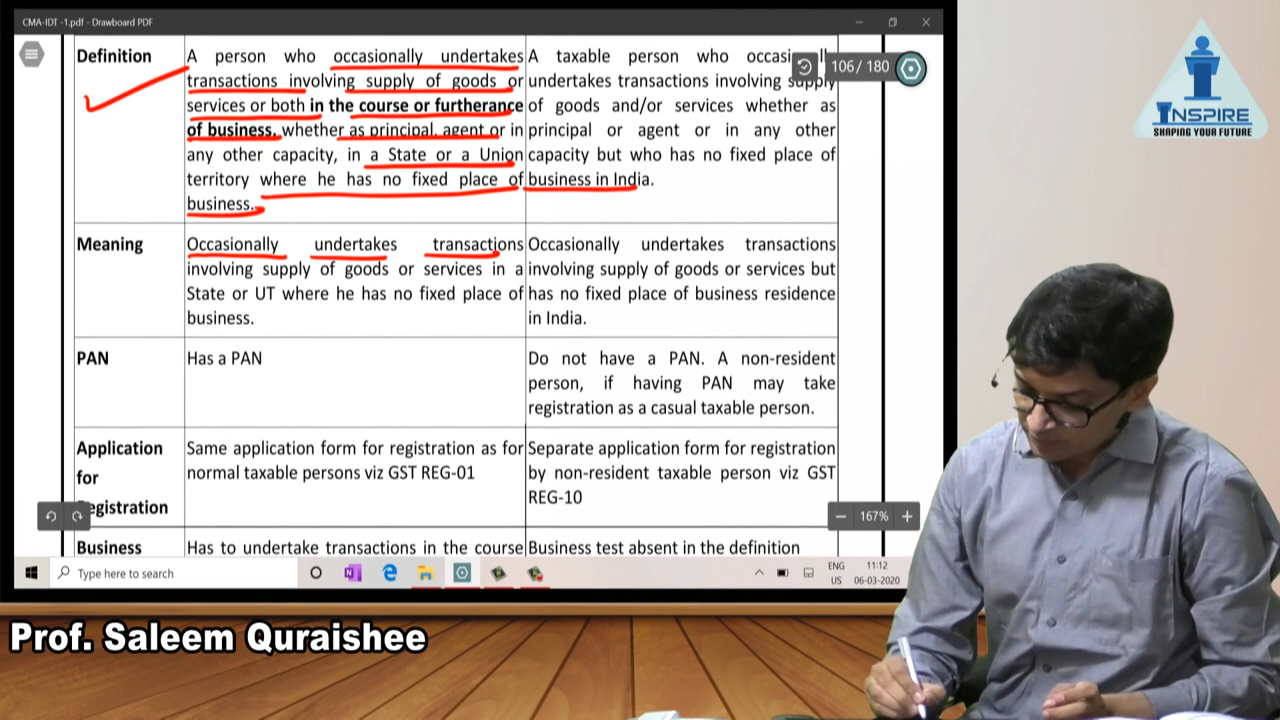 CMA-IDT -1.pdf - Drawboard PDF
106 / 180
INSPIRE
SHAPING YOUR FUTURE
Definition
A person who occasionally undertakes
transactions involving supply of goods or
services or both in the course or furtherance
of business, whether as principal, agent or in
any other capacity, in a State or a Union
territory where he has no fixed place of
business.
A taxable person who
undertakes transactions involving supply
of goods and/or services whether as
principal or agent or in any other
capacity but who has no fixed place of
business in India.
Meaning
Occasionally undertakes transactions
involving supply of goods or services in a
State or UT where he has no fixed place of
business.
Occasionally undertakes transactions
involving supply of goods or services but
has no fixed place of business residence
in India.
PAN
Has a PAN
Do not have a PAN. A non-resident
person, if having PAN may take
registration as a casual taxable person.
Application
for
egistration
Same application form for registration as for
normal taxable persons viz GST REG-01
Separate application form for registration
by non-resident taxable person viz GST
REG-10
167%
Business
Has to undertake transactions in the course
Business test absent in the definition
Type here to search
ENG
US
11:12
06-03-2020
Prof. Saleem Quraishee